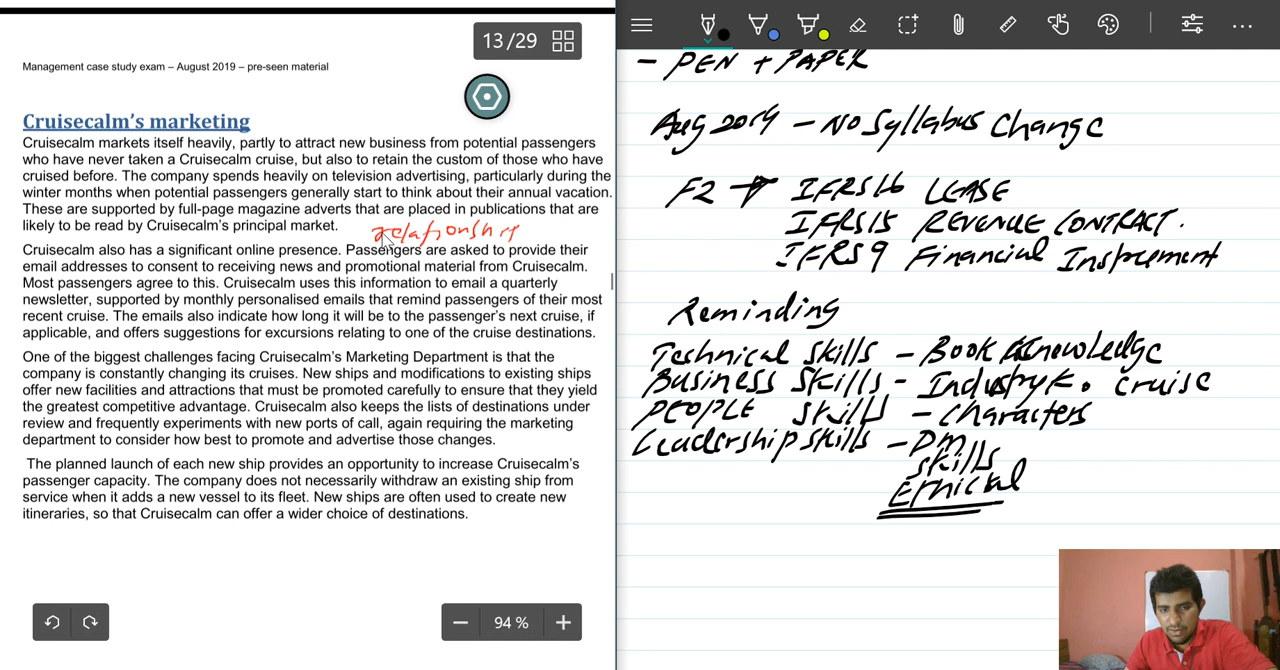 13 / 29
Management case study exam – August 2019 – pre-seen material
Cruisecalm's marketing
Cruisecalm markets itself heavily, partly to attract new business from potential passengers
who have never taken a Cruisecalm cruise, but also to retain the custom of those who have
cruised before. The company spends heavily on television advertising, particularly during the
winter months when potential passengers generally start to think about their annual vacation.
These are supported by full-page magazine adverts that are placed in publications that are
likely to be read by Cruisecalm's principal market.
relationship
Cruisecalm also has a significant online presence. Passengers are asked to provide their
email addresses to consent to receiving news and promotional material from Cruisecalm.
Most passengers agree to this. Cruisecalm uses this information to email a quarterly
newsletter, supported by monthly personalised emails that remind passengers of their most
recent cruise. The emails also indicate how long it will be to the passenger's next cruise, if
applicable, and offers suggestions for excursions relating to one of the cruise destinations.
One of the biggest challenges facing Cruisecalm's Marketing Department is that the
company is constantly changing its cruises. New ships and modifications to existing ships
offer new facilities and attractions that must be promoted carefully to ensure that they yield
the greatest competitive advantage. Cruisecalm also keeps the lists of destinations under
review and frequently experiments with new ports of call, again requiring the marketing
department to consider how best to promote and advertise those changes.
The planned launch of each new ship provides an opportunity to increase Cruisecalm's
passenger capacity. The company does not necessarily withdraw an existing ship from
service when it adds a new vessel to its fleet. New ships are often used to create new
itineraries, so that Cruisecalm can offer a wider choice of destinations.
94 %
- PEN + PAPER
Aug 2019 - No Syllabus Change
F2 → IFRS16 LEASE
IFRS15 REVENUE CONTRACT.
IFRS9 Financial Instrument
Reminding
Technical skills - Book Knowledge
Business skills - Industry K. cruise
PEOPLE skills - characters
Leadership skills - DM
skills
Ethical